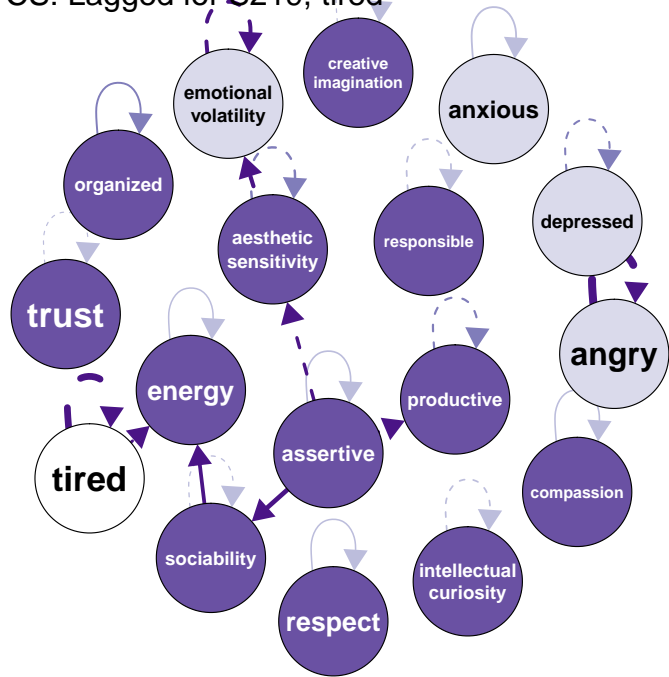 creative
imagination
emotional
volatility
anxious
organized
aesthetic
sensitivity
responsible
depressed
trust
energy
angry
productive
assertive
tired
compassion
sociability
intellectual
curiosity
respect